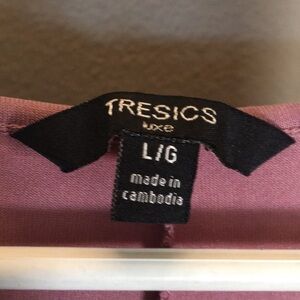 TRESICS
luxe
L/G
made in
cambodia